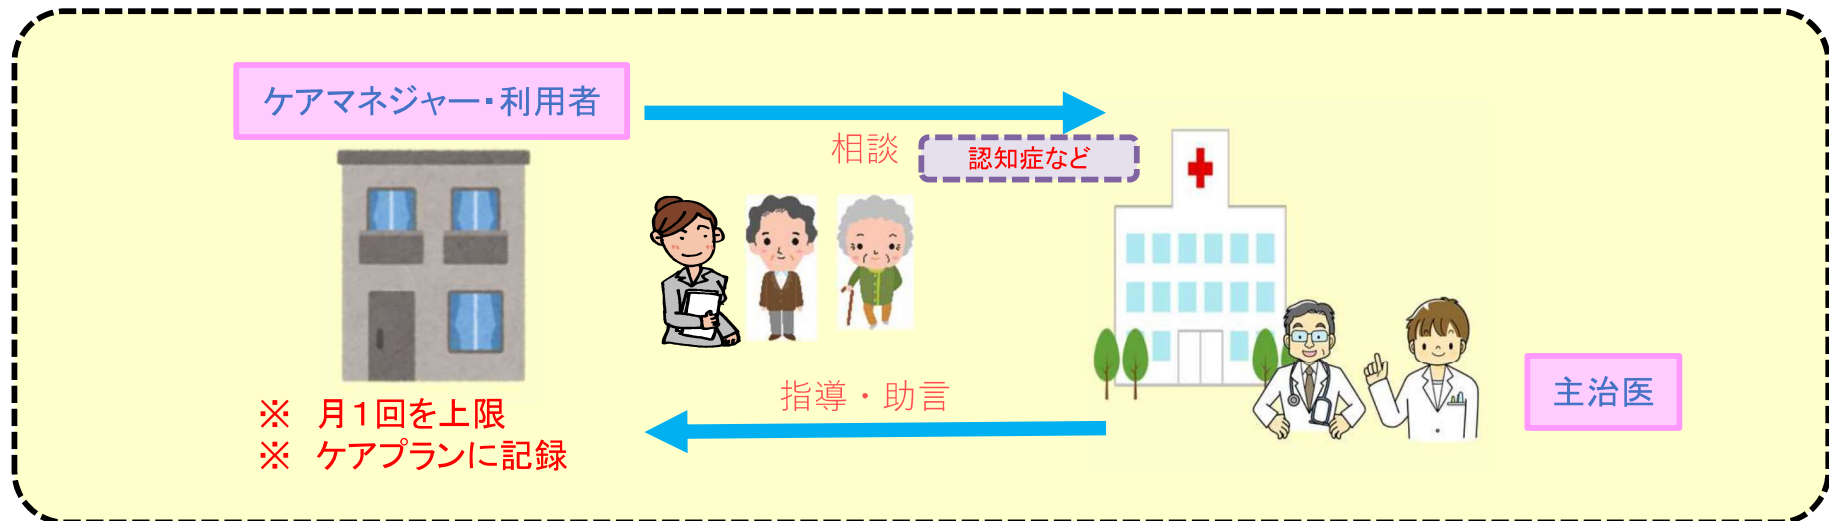 ケアマネジャー・利用者
相談
認知症など
指導・助言
主治医
※　月１回を上限
※　ケアプランに記録